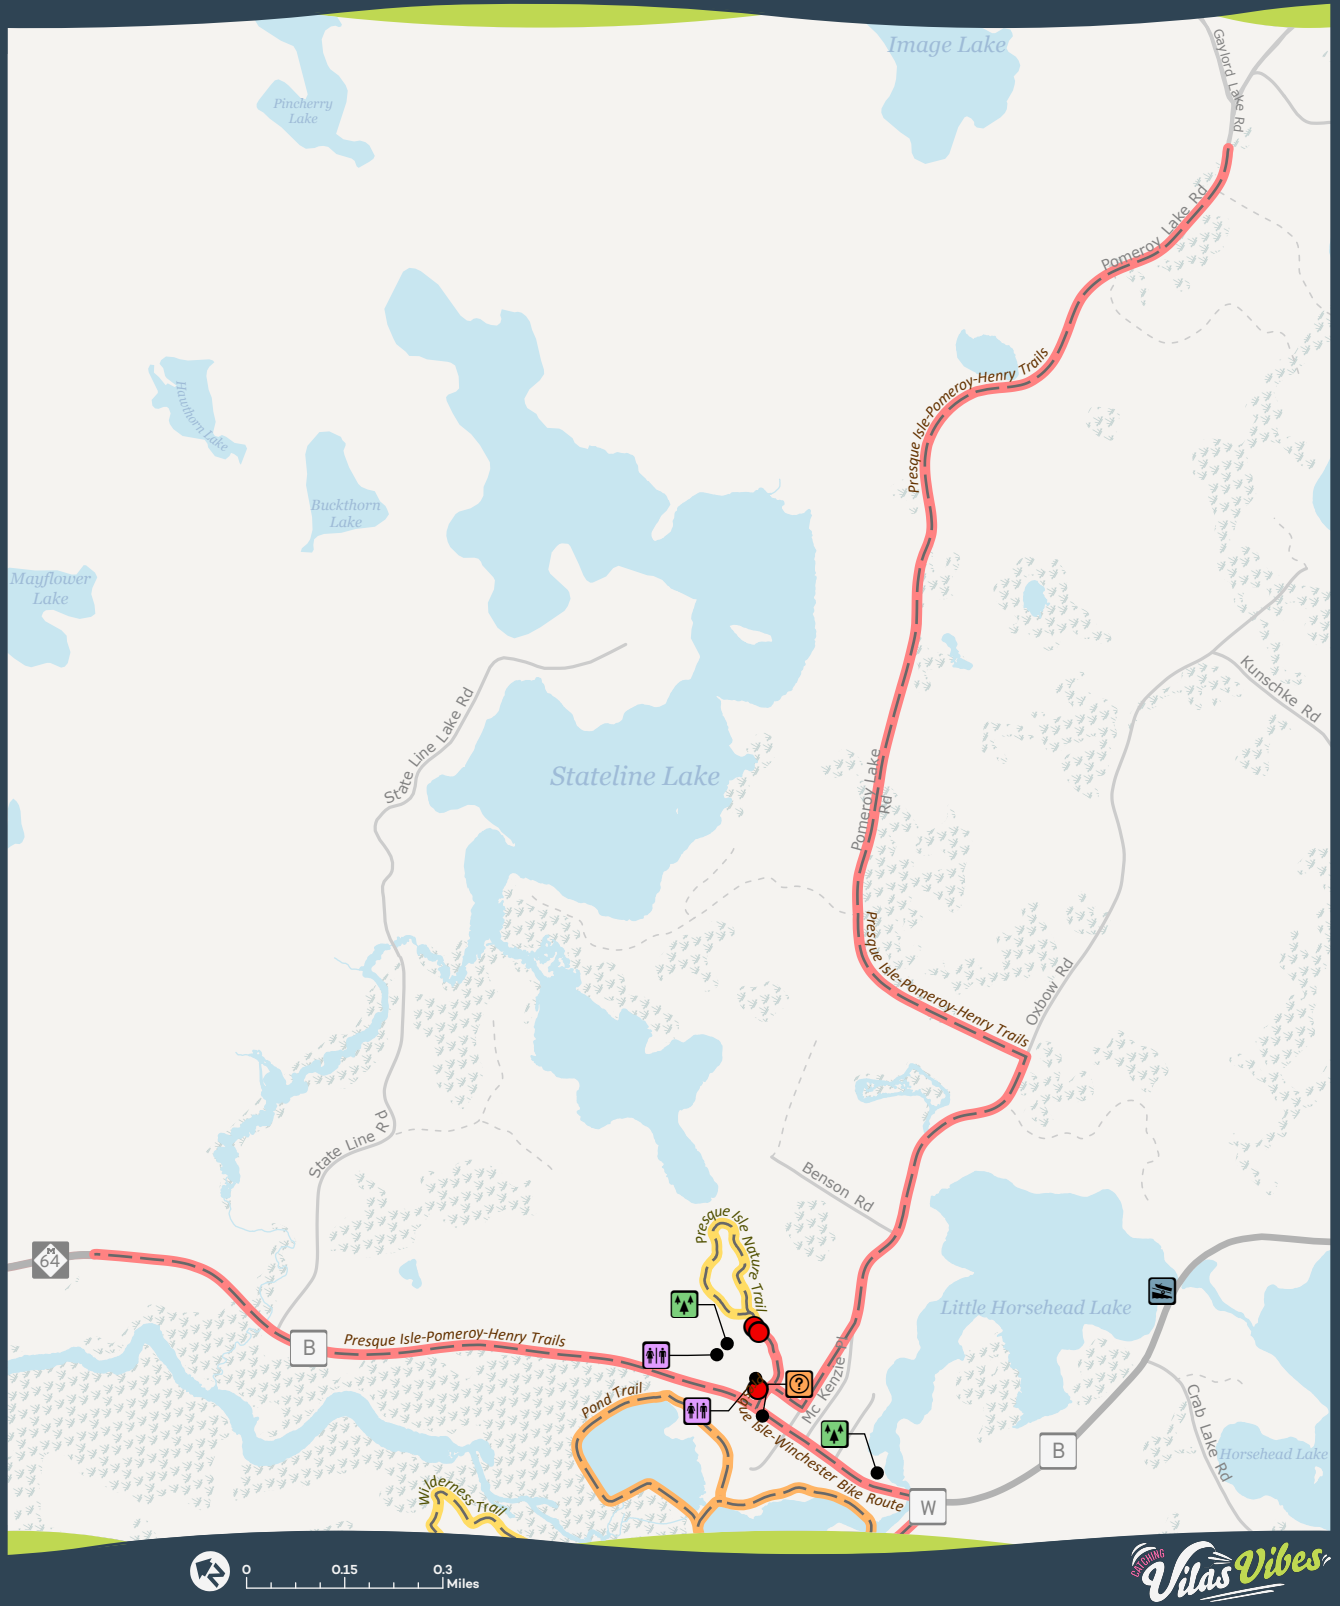 Image Lake
Gaylord Lake Rd
Pincherry
Lake
Pomeroy Lake Rd
Presque Isle-Pomeroy-Henry Trails
Hawthorn Lake
Buckthorn
Lake
Mayflower
Lake
Kunschke Rd
State Line Lake Rd
Stateline Lake
Pomeroy Lake
Rd
Presque Isle-Pomeroy-Henry Trails
Oxbow Rd
State Line R
Benson Rd
Presque Isle Nature Trail
M
64
Little Horsehead Lake
B
Presque Isle-Pomeroy-Henry Trails
Mc Kenzie
?
Pond Trail
ue Isle-Winchester Bike Route
Crab Lake Rd
B
Horsehead Lake
Wilderness Trail
W
0
0.15
0.3
Miles
CATCHING
Vilas Vibes